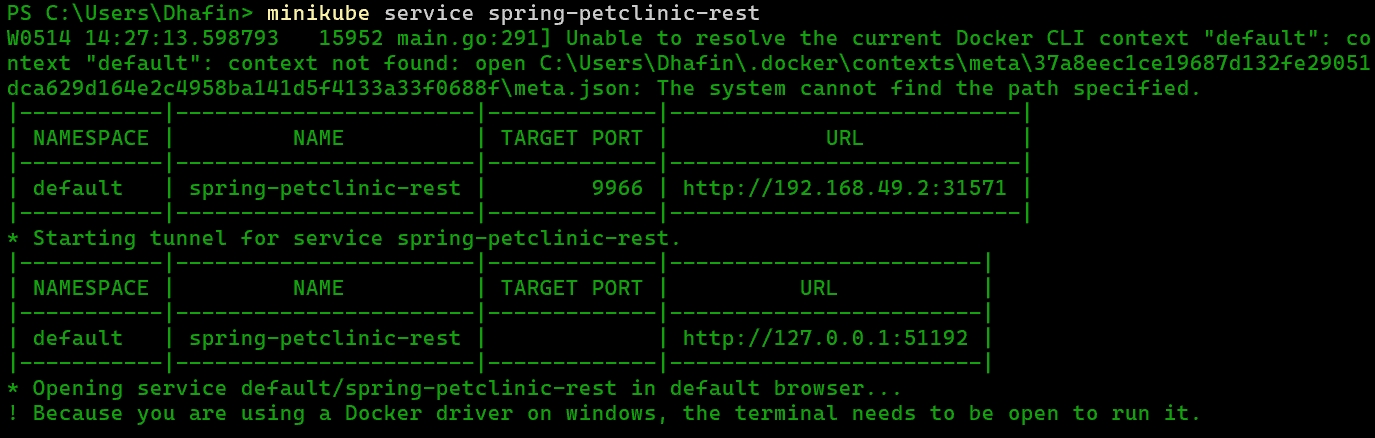 PS C:\Users\Dhafin> minikube service spring-petclinic-rest
W0514 14:27:13.598793   15952 main.go:291] Unable to resolve the current Docker CLI context "default": co
ntext "default": context not found: open C:\Users\Dhafin\.docker\contexts\meta\37a8eec1ce19687d132fe29051
dca629d164e2c4958ba141d5f4133a33f0688f\meta.json: The system cannot find the path specified.
|-----------|-----------------------|-------------|---------------------------|
| NAMESPACE |         NAME          | TARGET PORT |            URL            |
|-----------|-----------------------|-------------|---------------------------|
| default   | spring-petclinic-rest |        9966 | http://192.168.49.2:31571 |
|-----------|-----------------------|-------------|---------------------------|
* Starting tunnel for service spring-petclinic-rest.
|-----------|-----------------------|-------------|------------------------|
| NAMESPACE |         NAME          | TARGET PORT |          URL           |
|-----------|-----------------------|-------------|------------------------|
| default   | spring-petclinic-rest |             | http://127.0.0.1:51192 |
|-----------|-----------------------|-------------|------------------------|
* Opening service default/spring-petclinic-rest in default browser...
! Because you are using a Docker driver on windows, the terminal needs to be open to run it.